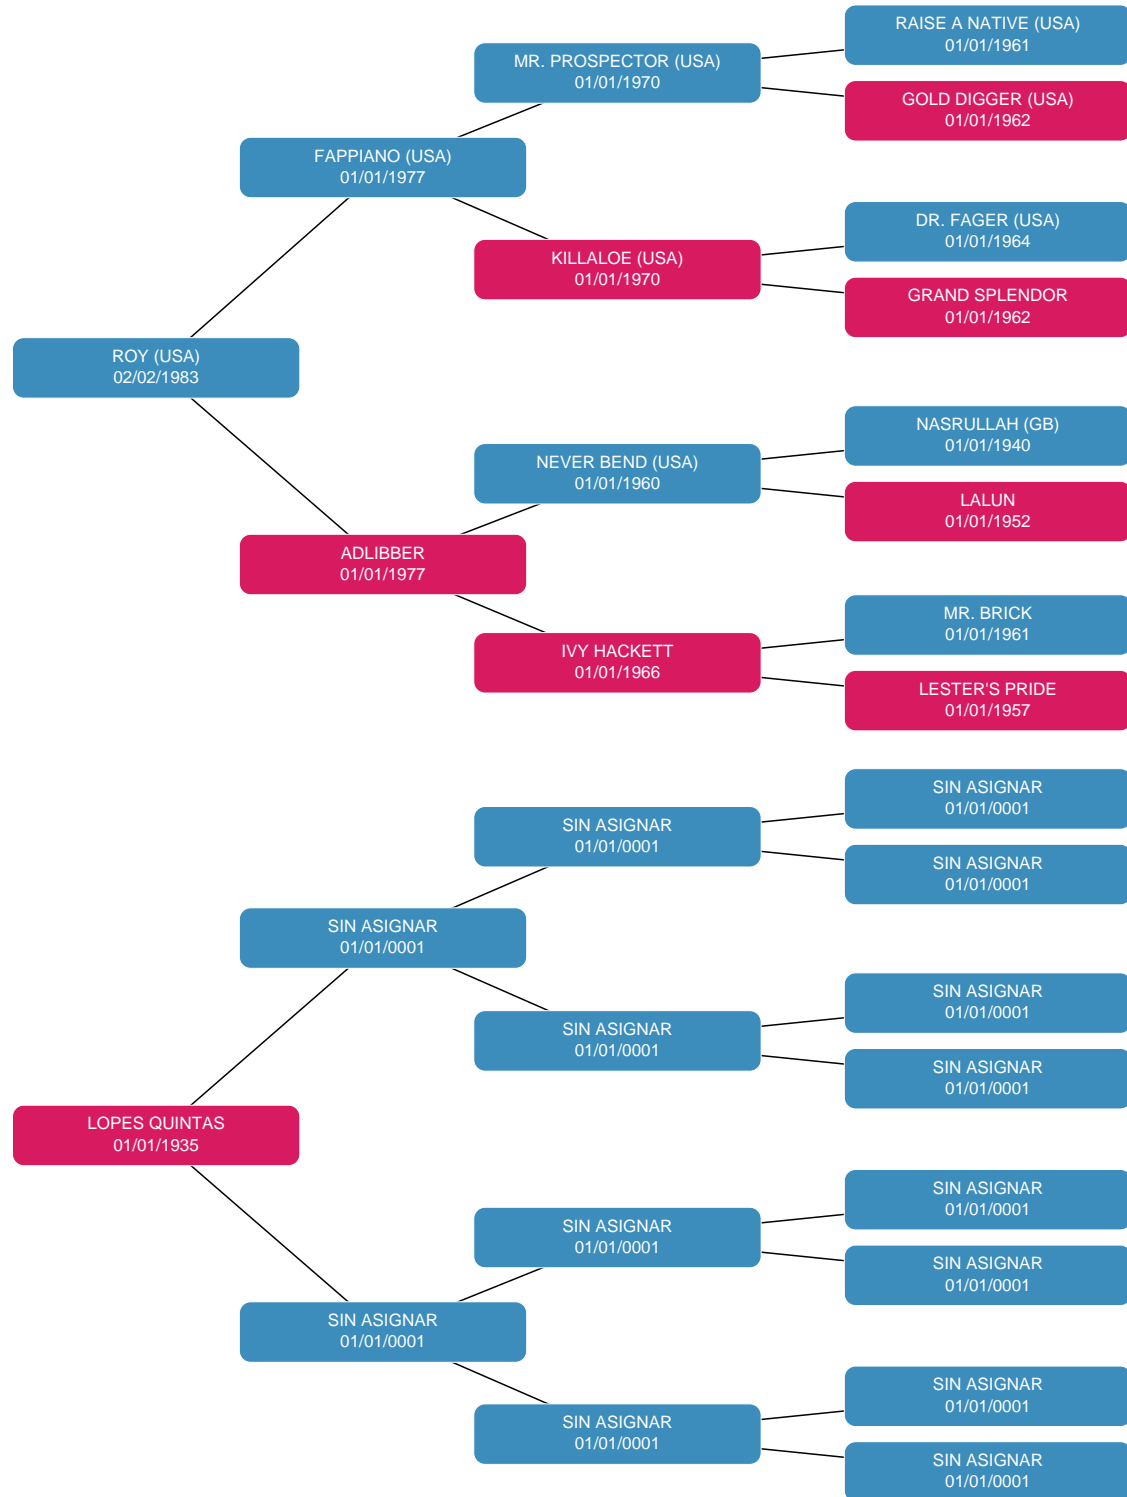 RAISE A NATIVE (USA)
01/01/1961
MR. PROSPECTOR (USA)
01/01/1970
GOLD DIGGER (USA)
01/01/1962
FAPPIANO (USA)
01/01/1977
DR. FAGER (USA)
01/01/1964
KILLALOE (USA)
01/01/1970
GRAND SPLENDOR
01/01/1962
ROY (USA)
02/02/1983
NASRULLAH (GB)
01/01/1940
NEVER BEND (USA)
01/01/1960
LALUN
01/01/1952
ADLIBBER
01/01/1977
MR. BRICK
01/01/1961
IVY HACKETT
01/01/1966
LESTER'S PRIDE
01/01/1957
SIN ASIGNAR
01/01/0001
SIN ASIGNAR
01/01/0001
SIN ASIGNAR
01/01/0001
SIN ASIGNAR
01/01/0001
SIN ASIGNAR
01/01/0001
SIN ASIGNAR
01/01/0001
SIN ASIGNAR
01/01/0001
LOPES QUINTAS
01/01/1935
SIN ASIGNAR
01/01/0001
SIN ASIGNAR
01/01/0001
SIN ASIGNAR
01/01/0001
SIN ASIGNAR
01/01/0001
SIN ASIGNAR
01/01/0001
SIN ASIGNAR
01/01/0001
SIN ASIGNAR
01/01/0001